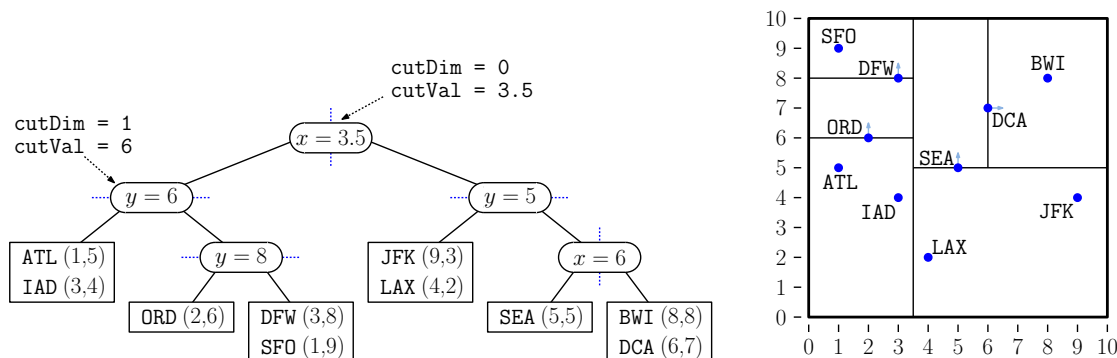 cutDim = 0
cutVal = 3.5
cutDim = 1
cutVal = 6
x = 3.5
y = 6
y = 5
ATL (1,5)
IAD (3,4)
y = 8
JFK (9,3)
LAX (4,2)
x = 6
ORD (2,6)
DFW (3,8)
SFO (1,9)
SEA (5,5)
BWI (8,8)
DCA (6,7)
10
9
8
7
6
5
4
3
2
1
0
SFO
DFW
BWI
ORD
DCA
SEA
ATL
IAD
JFK
LAX
0 1 2 3 4 5 6 7 8 9 10